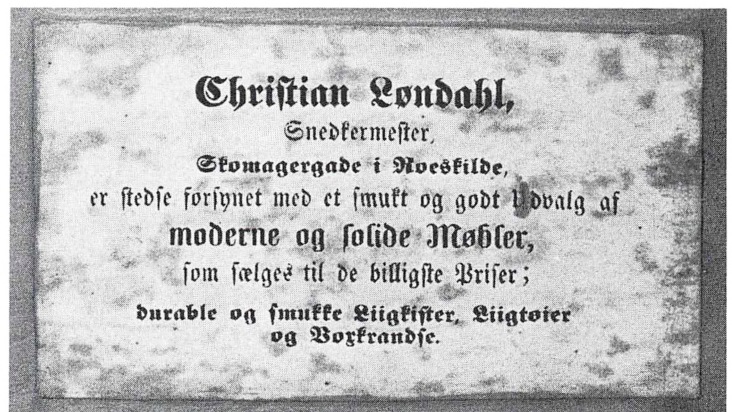 Christian Løndahl,
Snedkermester,
Skomagergade i Roeskilde,
er stedse forsynet med et smukt og godt Udvalg af
moderne og solide Møbler,
som sælges til de billigste Priser;
durable og smukke Liigkister, Liigtøier
og Voxkrandse.